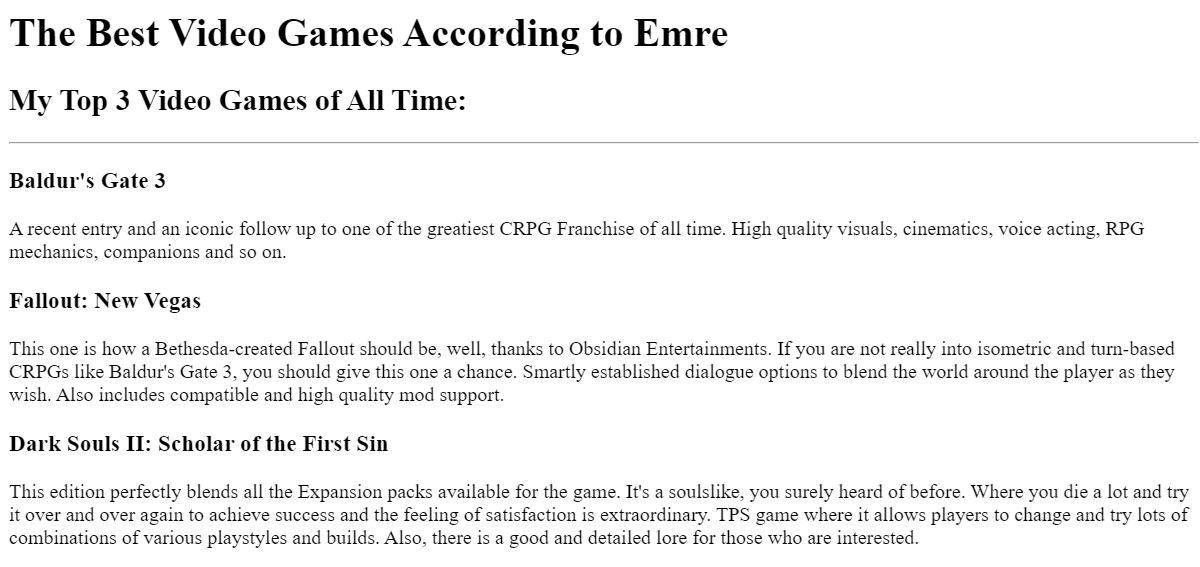 The Best Video Games According to Emre
My Top 3 Video Games of All Time:
Baldur's Gate 3
A recent entry and an iconic follow up to one of the greatiest CRPG Franchise of all time. High quality visuals, cinematics, voice acting, RPG
mechanics, companions and so on.
Fallout: New Vegas
This one is how a Bethesda-created Fallout should be, well, thanks to Obsidian Entertainments. If you are not really into isometric and turn-based
CRPGs like Baldur's Gate 3, you should give this one a chance. Smartly established dialogue options to blend the world around the player as they
wish. Also includes compatible and high quality mod support.
Dark Souls II: Scholar of the First Sin
This edition perfectly blends all the Expansion packs available for the game. It's a soulslike, you surely heard of before. Where you die a lot and try
it over and over again to achieve success and the feeling of satisfaction is extraordinary. TPS game where it allows players to change and try lots of
combinations of various playstyles and builds. Also, there is a good and detailed lore for those who are interested.